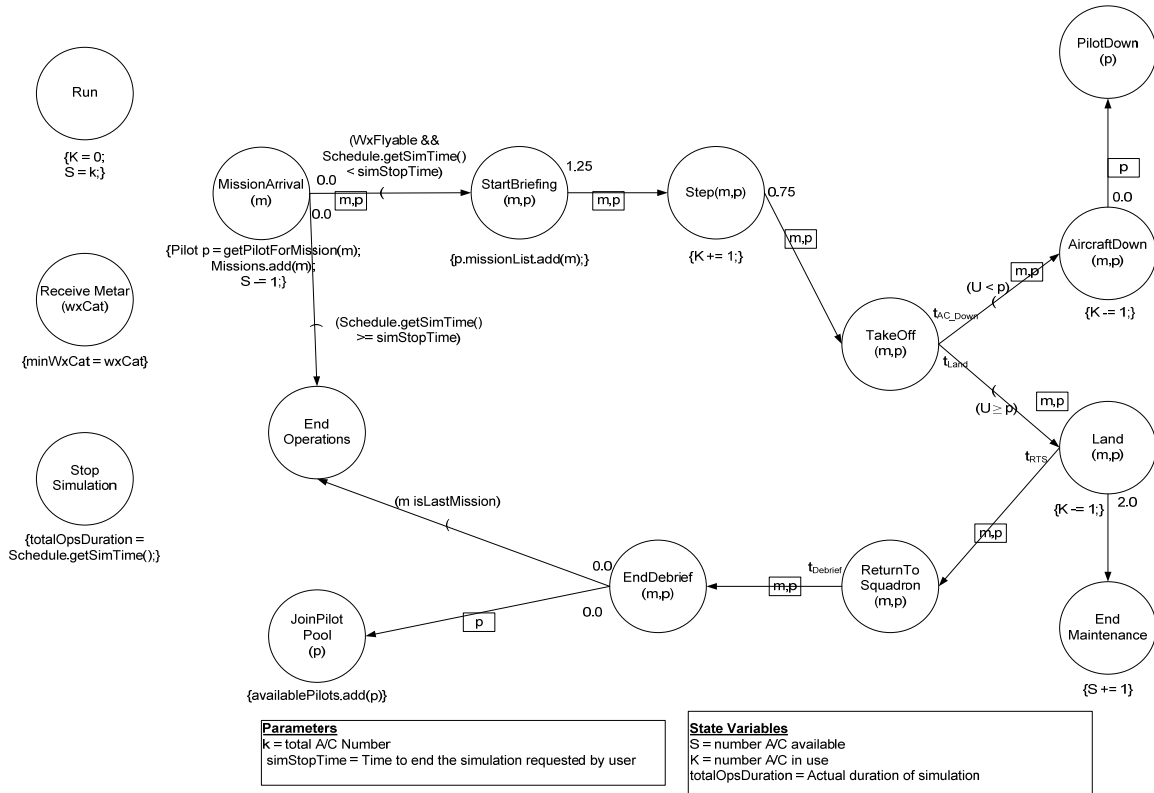 PilotDown
(p)
Run
{K = 0;
S = k;}
(WxFlyable &&
Schedule.getSimTime()
< simStopTime)
MissionArrival
(m)
0.0
m,p
0.0
StartBriefing
(m,p)
1.25
m,p
Step(m,p)
0.75
p
0.0
{Pilot p = getPilotForMission(m);
Missions.add(m);
S -= 1;}
{p.missionList.add(m);}
{K += 1;}
m,p
AircraftDown
(m,p)
m,p
(U < p)
{K -= 1;}
Receive Metar
(wxCat)
{minWxCat = wxCat}
(Schedule.getSimTime()
>= simStopTime)
TakeOff
(m,p)
tAC_Down
tLand
m,p
(U ≥ p)
End
Operations
Land
(m,p)
tRTS
{K -= 1;}
2.0
Stop
Simulation
{totalOpsDuration =
Schedule.getSimTime();}
(m isLastMission)
m,p
0.0
EndDebrief
(m,p)
0.0
tDebrief
m,p
ReturnTo
Squadron
(m,p)
JoinPilot
Pool
(p)
p
{availablePilots.add(p)}
End
Maintenance
{S += 1}
Parameters
k = total A/C Number
simStopTime = Time to end the simulation requested by user
State Variables
S = number A/C available
K = number A/C in use
totalOpsDuration = Actual duration of simulation